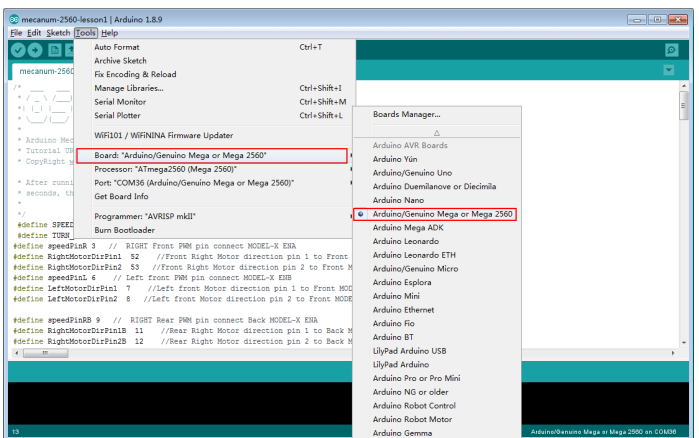 mecanum-2560-lesson1 | Arduino 1.8.9
File Edit Sketch Tools Help
mecanum-256
Auto Format Ctrl+T
Archive Sketch
Fix Encoding & Reload
Manage Libraries... Ctrl+Shift+I
Serial Monitor Ctrl+Shift+M
Serial Plotter Ctrl+Shift+L
WiFi101 / WiFiNINA Firmware Updater
Board: "Arduino/Genuino Mega or Mega 2560"
Processor: "ATmega2560 (Mega 2560)"
Port: "COM36 (Arduino/Genuino Mega or Mega 2560)"
Get Board Info
Programmer: "AVRISP mkII"
Burn Bootloader
Boards Manager...
Arduino AVR Boards
Arduino Yún
Arduino/Genuino Uno
Arduino Duemilanove or Diecimila
Arduino Nano
Arduino/Genuino Mega or Mega 2560
Arduino Mega ADK
Arduino Leonardo
Arduino Leonardo ETH
Arduino/Genuino Micro
Arduino Esplora
Arduino Mini
Arduino Ethernet
Arduino Fio
Arduino BT
LilyPad Arduino USB
LilyPad Arduino
Arduino Pro or Pro Mini
Arduino NG or older
Arduino Robot Control
Arduino Robot Motor
Arduino Gemma
* Arduino Mec
* Tutorial UR
* CopyRight w
* After runni
* seconds, th
*
*/
#define SPEED
#define TURN_
#define speedPinR 3 // RIGHT Front PWM pin connect MODEL-X ENA
#define RightMotorDirPin1 52 //Front Right Motor direction pin 1 to Front
#define RightMotorDirPin2 53 //Front Right Motor direction pin 2 to Front M
#define speedPinL 6 // Left front PWM pin connect MODEL-X ENB
#define LeftMotorDirPin1 7 //Left front Motor direction pin 1 to Front MOD
#define LeftMotorDirPin2 8 //Left front Motor direction pin 2 to Front MODE
#define speedPinRB 9 // RIGHT Rear PWM pin connect Back MODEL-X ENA
#define RightMotorDirPin1B 11 //Rear Right Motor direction pin 1 to Back M
#define RightMotorDirPin2B 12 //Rear Right Motor direction pin 2 to Back M
13
Arduino/Genuino Mega or Mega 2560 on COM36